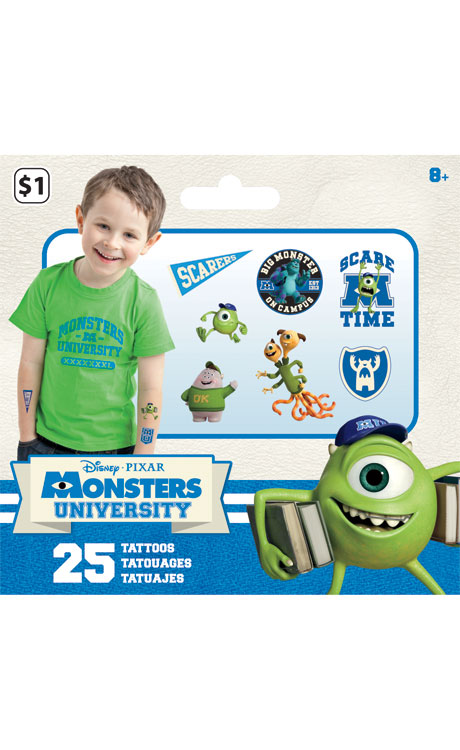 $1
8+
SCARERS
BIG MONSTER
EST 1313
ON CAMPUS
SCARE
TIME
OK
MONSTERS
M
UNIVERSITY
XXXXXXXL
Disney · PIXAR
MONSTERS
UNIVERSITY
25
TATTOOS
TATOUAGES
TATUAJES